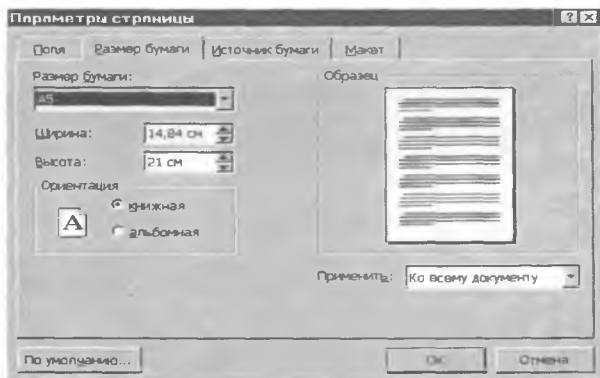 Параметры страницы
Поля
Размер бумаги
Источник бумаги
Макет
Размер бумаги:
A5
Образец
Ширина:
14,84 см
Высота:
21 см
Ориентация
A
книжная
альбомная
Применить:
Ко всему документу
По умолчанию...
ОК
Отмена